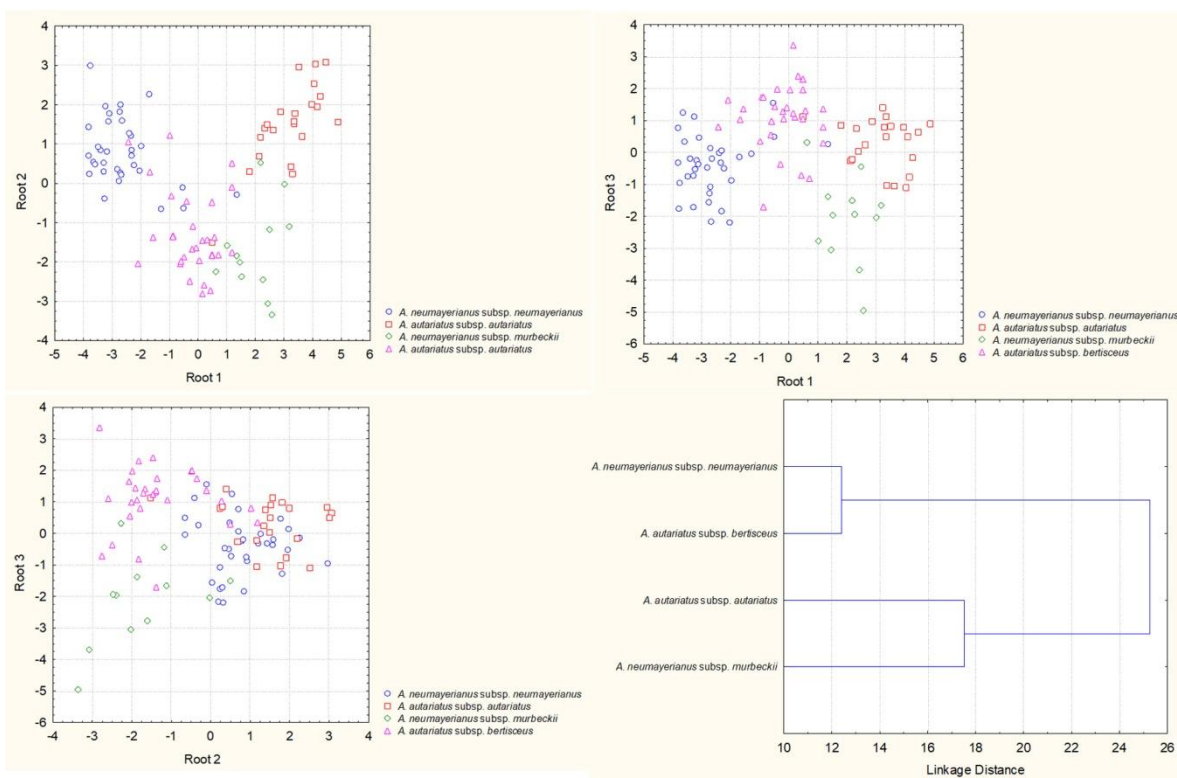 4
3
2
1
0
-1
-2
-3
-4
Root 2
-5 -4 -3 -2 -1 0 1 2 3 4 5 6
Root 1
A. neumayerianus subsp. neumayerianus
A. autariatus subsp. autariatus
A. neumayerianus subsp. murbeckii
A. autariatus subsp. autariatus
4
3
2
1
0
-1
-2
-3
-4
-5
-6
Root 3
-5 -4 -3 -2 -1 0 1 2 3 4 5 6
Root 1
A. neumayerianus subsp. neumayerianus
A. autariatus subsp. autariatus
A. neumayerianus subsp. murbeckii
A. autariatus subsp. bertisceus
4
3
2
1
0
-1
-2
-3
-4
-5
-6
Root 3
-4 -3 -2 -1 0 1 2 3 4
Root 2
A. neumayerianus subsp. neumayerianus
A. autariatus subsp. autariatus
A. neumayerianus subsp. murbeckii
A. autariatus subsp. bertisceus
A. neumayerianus subsp. neumayerianus
A. autariatus subsp. bertisceus
A. autariatus subsp. autariatus
A. neumayerianus subsp. murbeckii
10 12 14 16 18 20 22 24 26
Linkage Distance